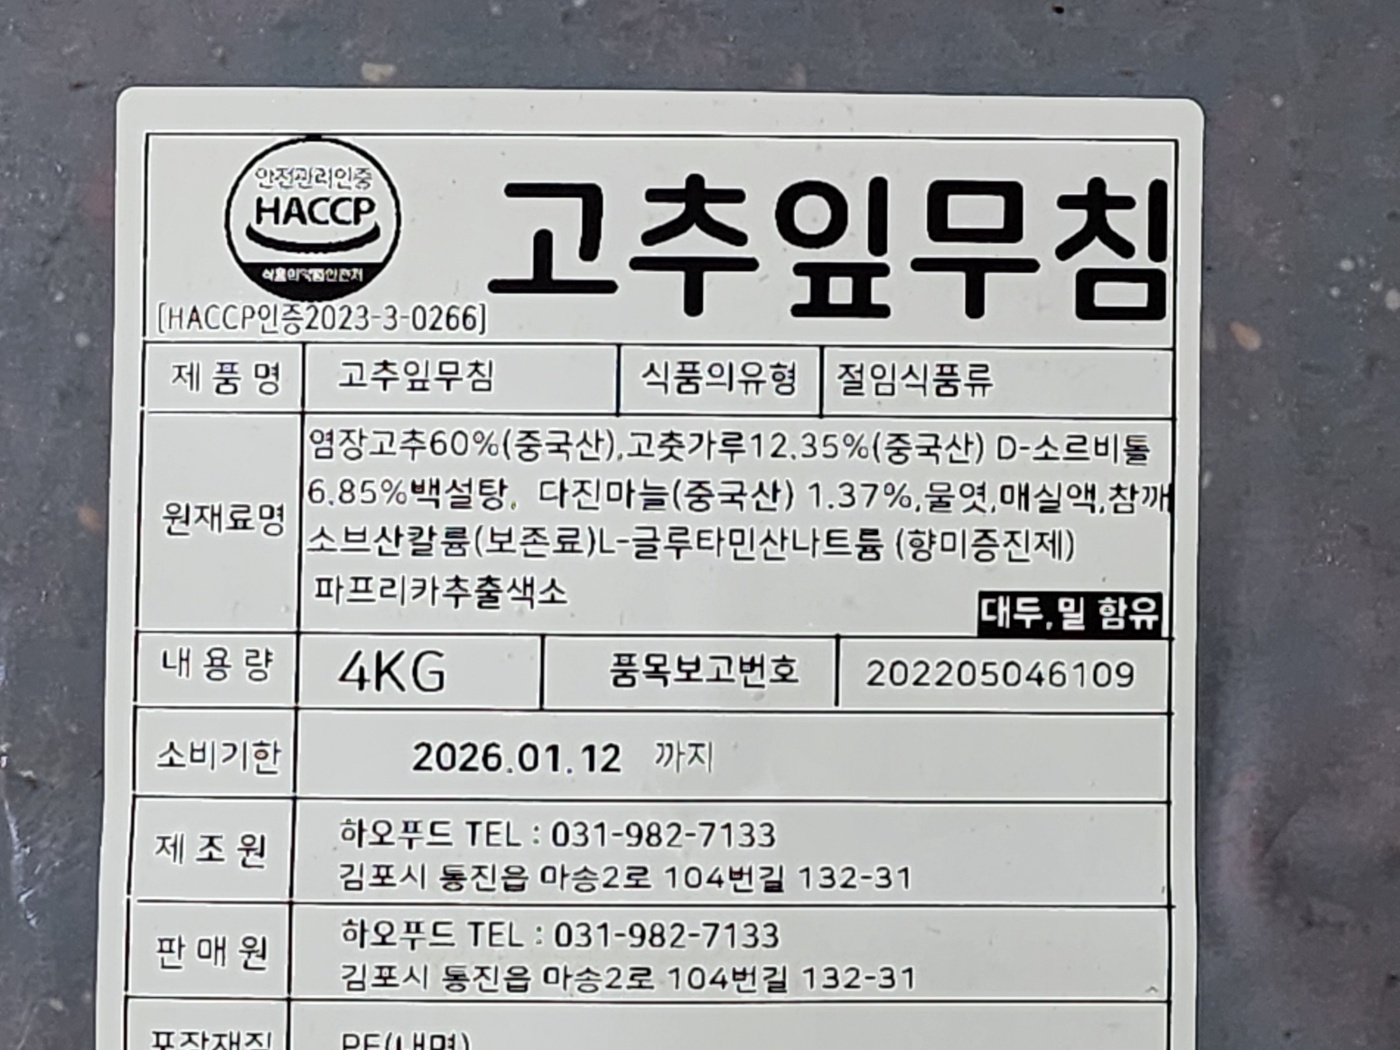 안전관리인증
HACCP
식품의약품안전처
고추잎무침
[HACCP인증2023-3-0266]
제 품 명 고추잎무침 식품의유형 절임식품류
원재료명
염장고추60%(중국산),고춧가루12.35%(중국산) D-소르비톨
6.85%백설탕, 다진마늘(중국산) 1.37%,물엿,매실액,참깨
소브산칼륨(보존료)L-글루타민산나트륨 (향미증진제)
파프리카추출색소
대두,밀 함유
내 용 량 4KG 품목보고번호 202205046109
소비기한 2026.01.12 까지
제 조 원
하오푸드 TEL : 031-982-7133
김포시 통진읍 마송2로 104번길 132-31
판 매 원
하오푸드 TEL : 031-982-7133
김포시 통진읍 마송2로 104번길 132-31
포장재질 PE(내면)